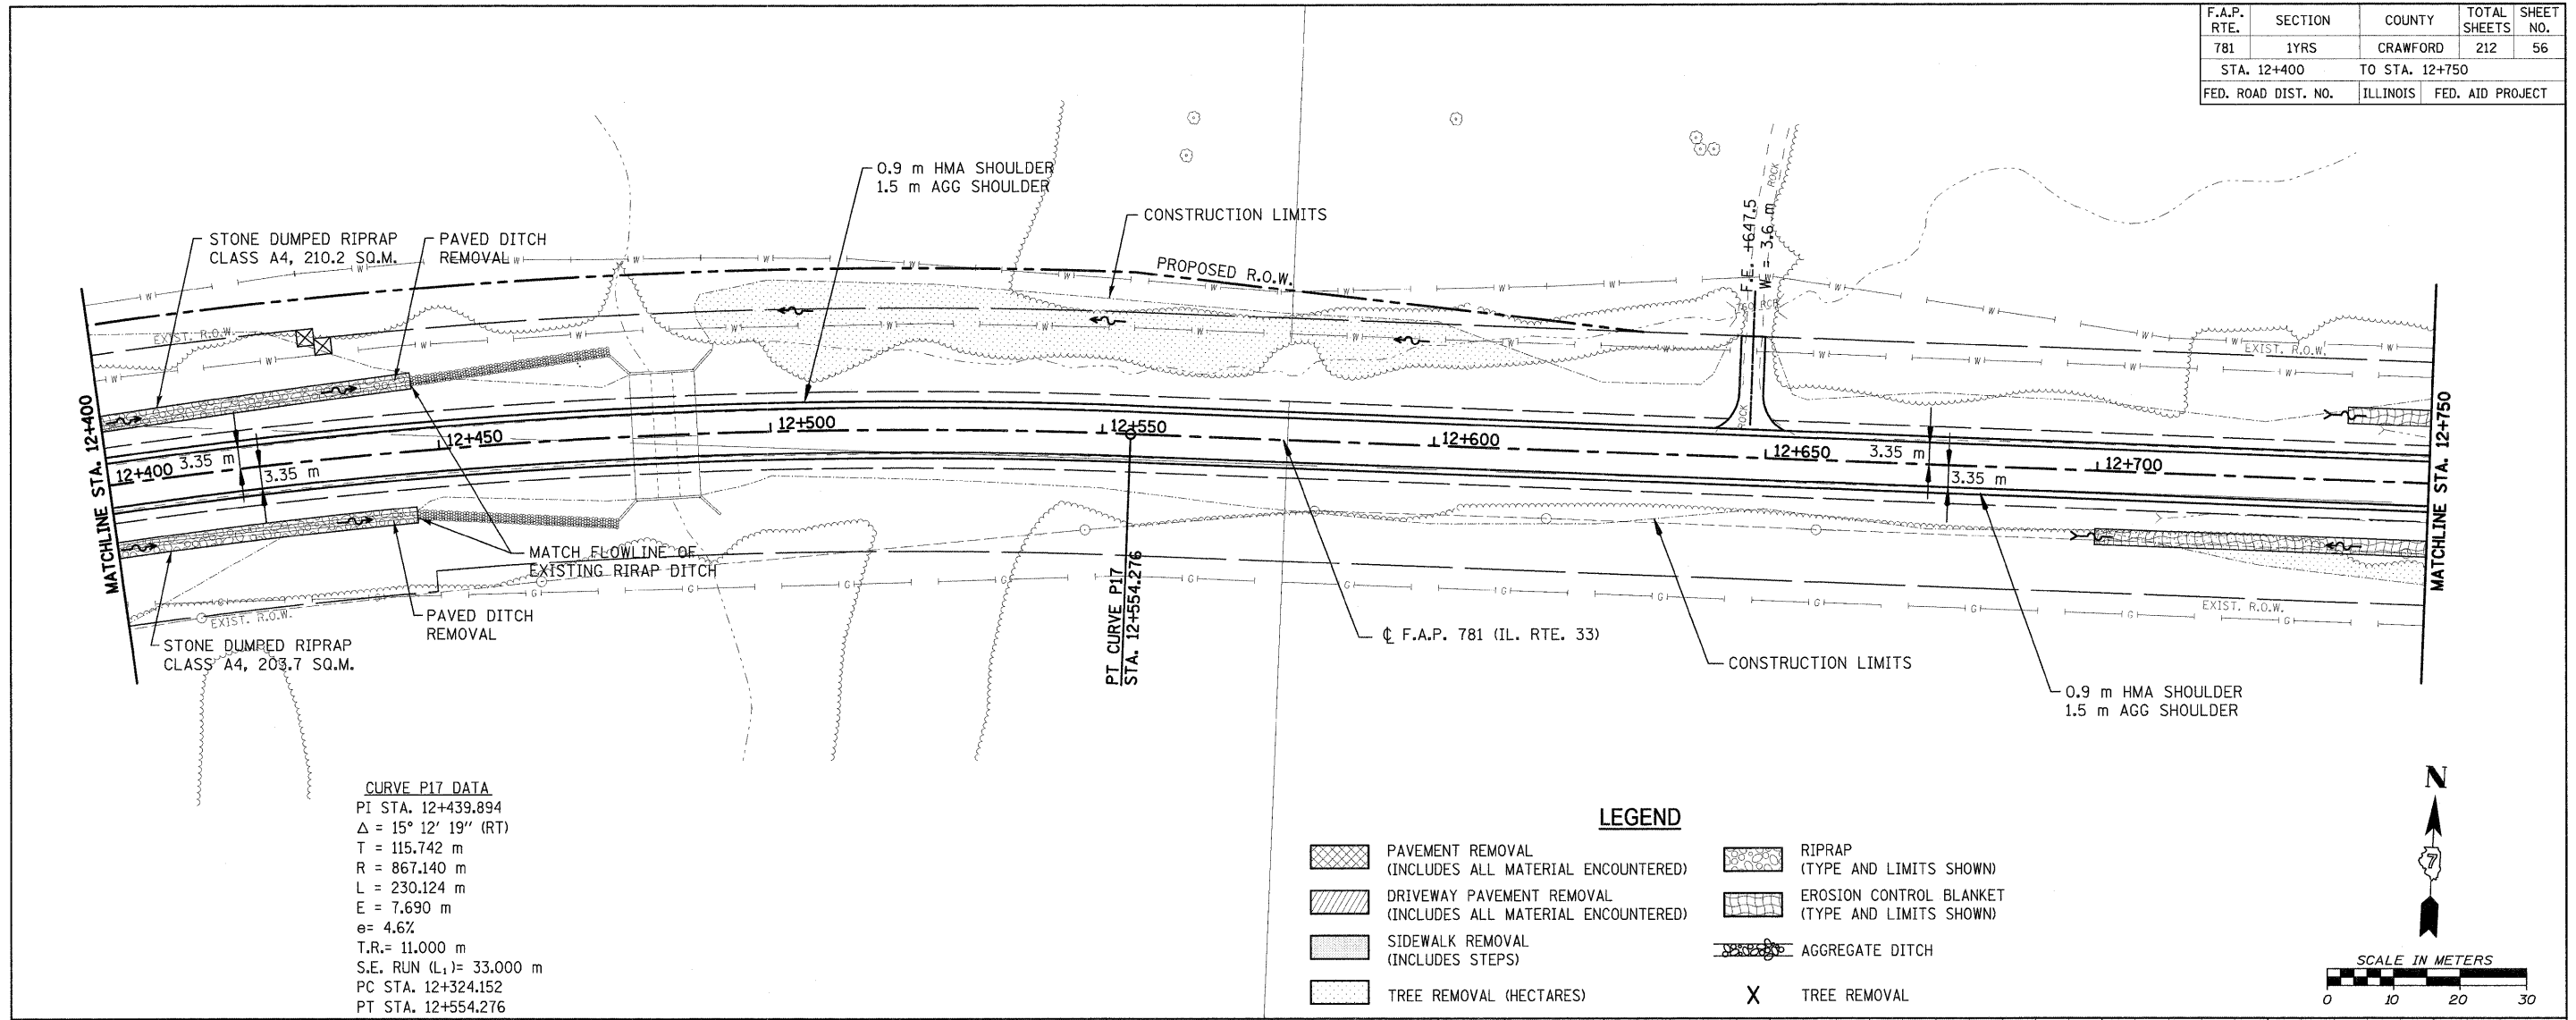 F.A.P. RTE. SECTION COUNTY TOTAL SHEETS SHEET NO.
781 1YRS CRAWFORD 212 56
STA. 12+400 TO STA. 12+750
FED. ROAD DIST. NO. ILLINOIS FED. AID PROJECT
0.9 m HMA SHOULDER
1.5 m AGG SHOULDER
CONSTRUCTION LIMITS
STONE DUMPED RIPRAP
CLASS A4, 210.2 SQ.M.
PAVED DITCH
REMOVAL
PROPOSED R.O.W.
F.E. +647.5
W = 3.6 m
ROCK
ROCK
EXIST. R.O.W.
EXIST. R.O.W.
MATCHLINE STA. 12+400
12+400
3.35 m
3.35 m
12+450
12+500
12+550
12+600
12+650
3.35 m
3.35 m
12+700
MATCHLINE STA. 12+750
MATCH FLOWLINE OF
EXISTING RIRAP DITCH
PAVED DITCH
REMOVAL
EXIST. R.O.W.
STONE DUMPED RIPRAP
CLASS A4, 203.7 SQ.M.
PT CURVE P17
STA. 12+554.276
℄ F.A.P. 781 (IL. RTE. 33)
CONSTRUCTION LIMITS
EXIST. R.O.W.
0.9 m HMA SHOULDER
1.5 m AGG SHOULDER
CURVE P17 DATA
PI STA. 12+439.894
Δ = 15° 12' 19" (RT)
T = 115.742 m
R = 867.140 m
L = 230.124 m
E = 7.690 m
e= 4.6%
T.R.= 11.000 m
S.E. RUN (L₁)= 33.000 m
PC STA. 12+324.152
PT STA. 12+554.276
LEGEND
PAVEMENT REMOVAL
(INCLUDES ALL MATERIAL ENCOUNTERED)
DRIVEWAY PAVEMENT REMOVAL
(INCLUDES ALL MATERIAL ENCOUNTERED)
SIDEWALK REMOVAL
(INCLUDES STEPS)
TREE REMOVAL (HECTARES)
RIPRAP
(TYPE AND LIMITS SHOWN)
EROSION CONTROL BLANKET
(TYPE AND LIMITS SHOWN)
AGGREGATE DITCH
X TREE REMOVAL
N
7
SCALE IN METERS
0 10 20 30